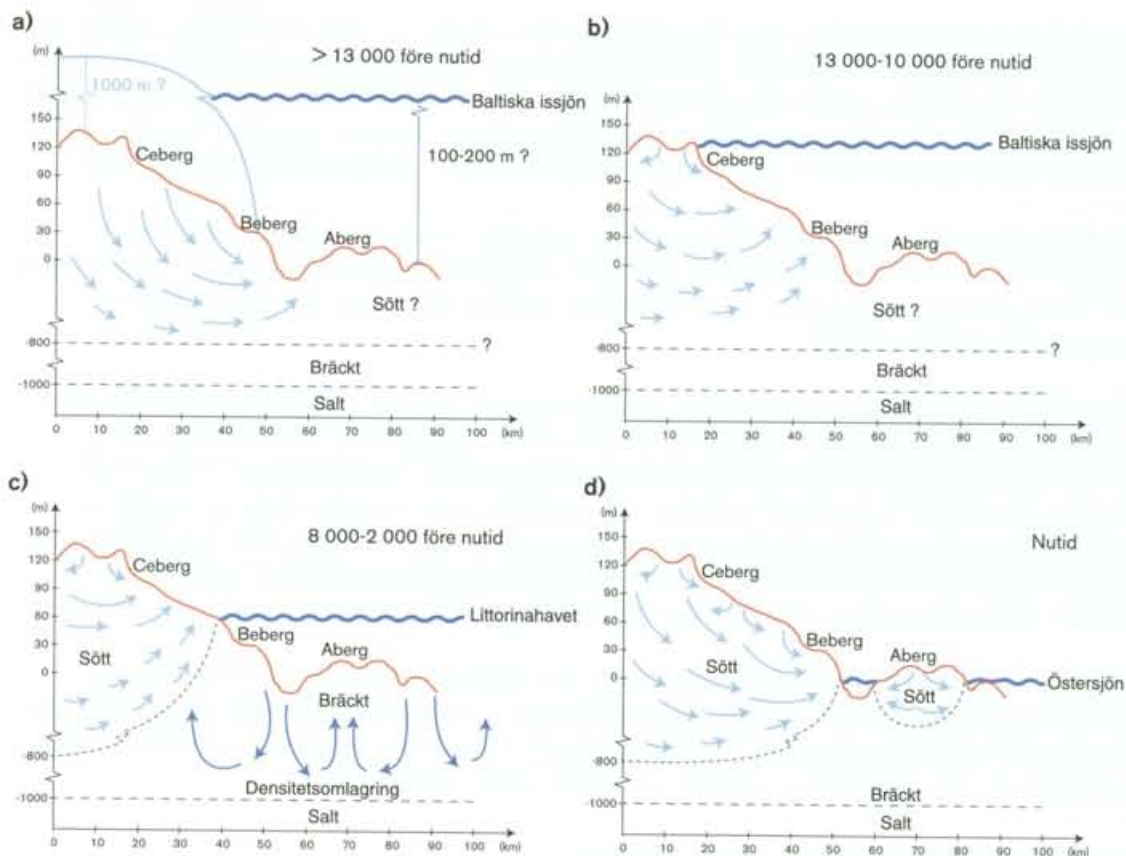 a)
(m)
> 13 000 före nutid
1000 m ?
Baltiska issjön
150
120
90
60
30
0
-800
-1000
Ceberg
100-200 m ?
Beberg
Aberg
Sött ?
?
Bräckt
Salt
0 10 20 30 40 50 60 70 80 90 100 (km)
b)
(m)
13 000-10 000 före nutid
150
120
90
60
30
0
-800
-1000
Baltiska issjön
Ceberg
Beberg
Aberg
Sött ?
?
Bräckt
Salt
0 10 20 30 40 50 60 70 80 90 100 (km)
c)
(m)
8 000-2 000 före nutid
150
120
90
60
30
0
-800
-1000
Ceberg
Littorinahavet
Beberg
Aberg
Sött
Bräckt
Densitetsomlagring
Salt
0 10 20 30 40 50 60 70 80 90 100 (km)
d)
(m)
Nutid
150
120
90
60
30
0
-800
-1000
Ceberg
Beberg
Aberg
Sött
Sött
Östersjön
Bräckt
Salt
0 10 20 30 40 50 60 70 80 90 100 (km)